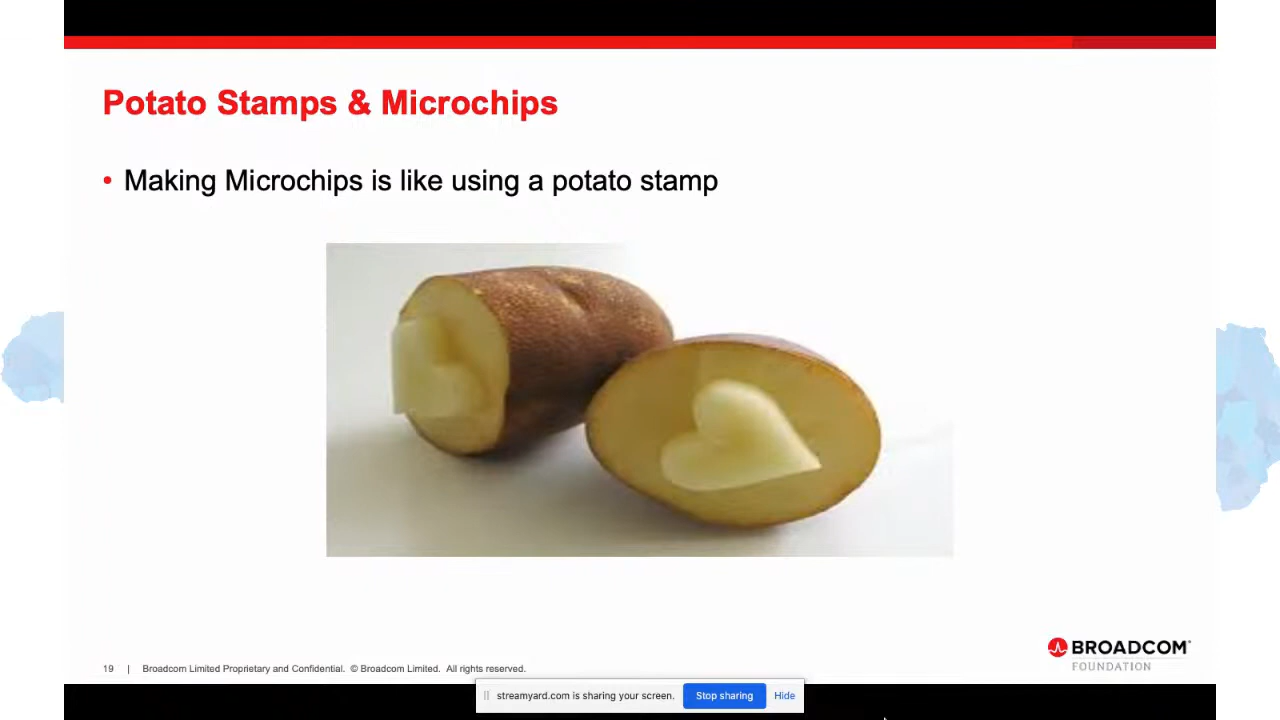 Potato Stamps & Microchips
• Making Microchips is like using a potato stamp
BROADCOM
FOUNDATION
19 | Broadcom Limited Proprietary and Confidential. © Broadcom Limited. All rights reserved.
streamyard.com is sharing your screen. Stop sharing Hide